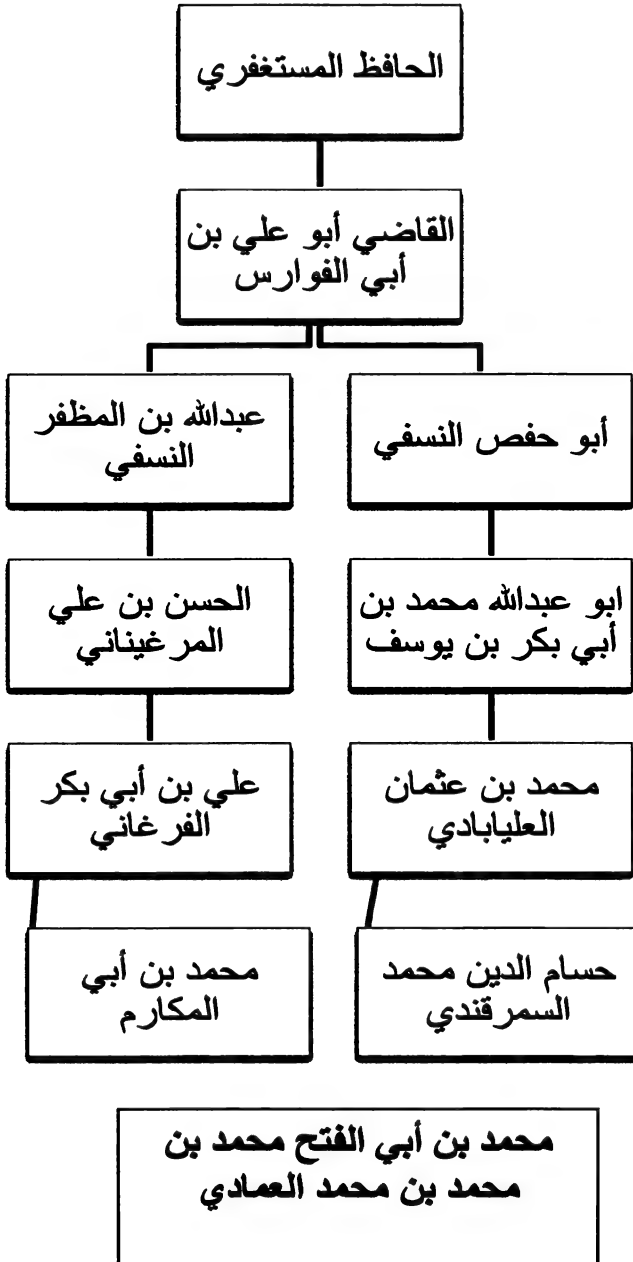 الحافظ المستغفري
القاضي أبو علي بن
أبي الفوارس
أبو حفص النسفي
عبدالله بن المظفر
النسفي
ابو عبدالله محمد بن
أبي بكر بن يوسف
الحسن بن علي
المرغيناني
محمد بن عثمان
العليابادي
علي بن أبي بكر
الفرغاني
حسام الدين محمد
السمرقندي
محمد بن أبي
المكارم
محمد بن أبي الفتح محمد بن
محمد بن محمد العمادي